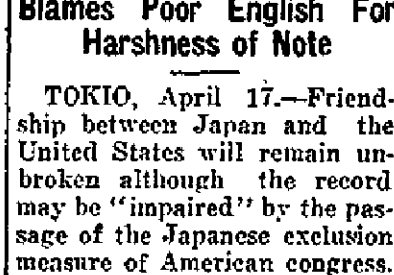 Blames Poor English For
Harshness of Note
TOKIO, April 17.—Friend-
ship between Japan and the
United States will remain un-
broken although the record
may be "impaired" by the pas-
sage of the Japanese exclusion
measure of American congress.